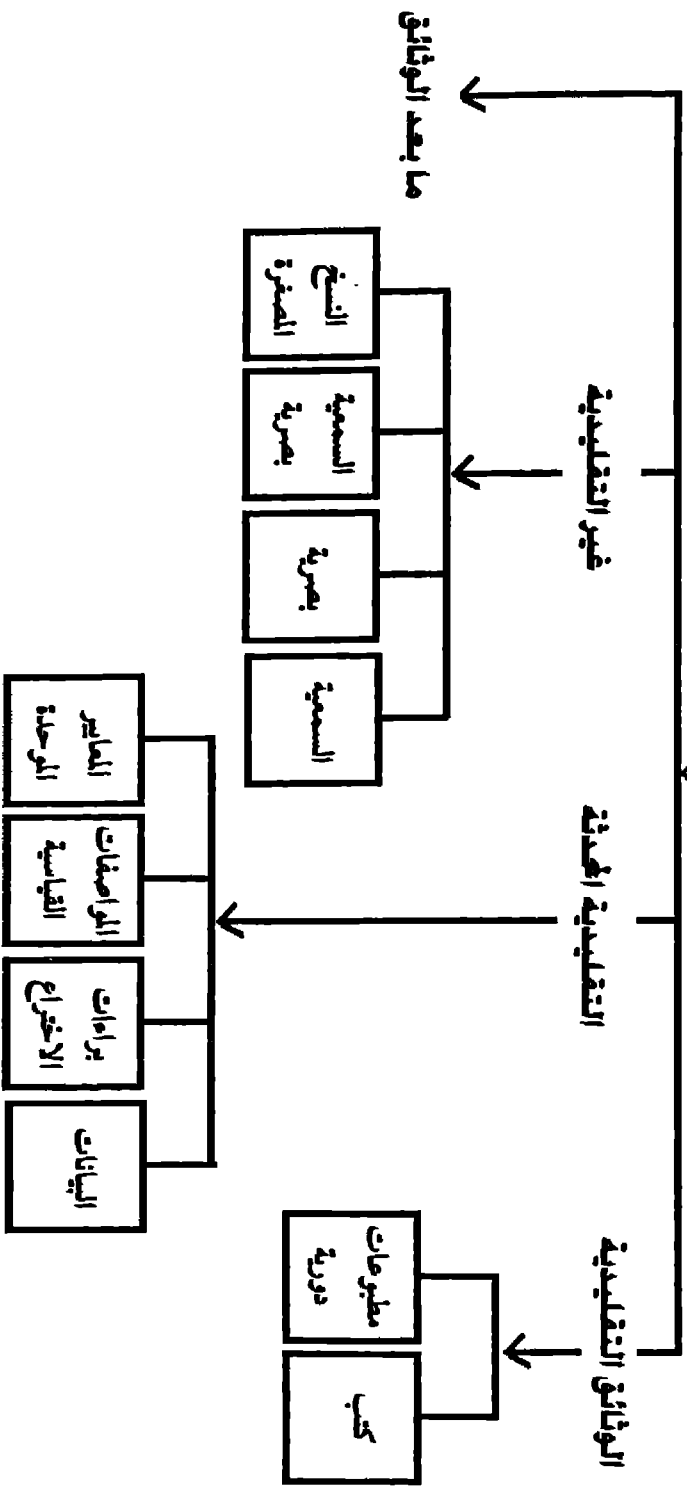 الوثائق التقليدية
كتب
مطبوعات
دورية
التقليدية المحدثة
البيانات
براءات
الاختراع
المواصفات
القياسية
المعايير
الموحدة
غير التقليدية
السمعية
بصرية
السمعية
بصرية
النسخ
المصغرة
ما بعد الوثائق